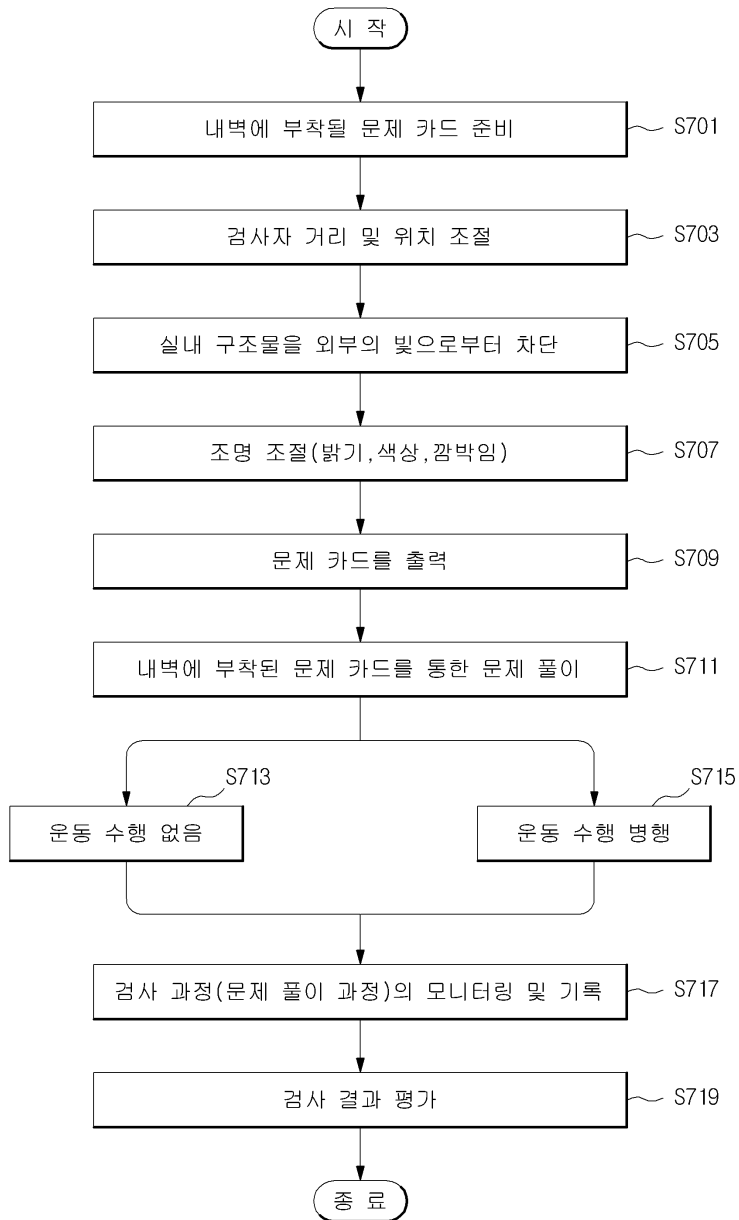 시 작
내벽에 부착될 문제 카드 준비
S701
검사자 거리 및 위치 조절
S703
실내 구조물을 외부의 빛으로부터 차단
S705
조명 조절(밝기,색상,깜박임)
S707
문제 카드를 출력
S709
내벽에 부착된 문제 카드를 통한 문제 풀이
S711
S713
운동 수행 없음
S715
운동 수행 병행
검사 과정(문제 풀이 과정)의 모니터링 및 기록
S717
검사 결과 평가
S719
종 료